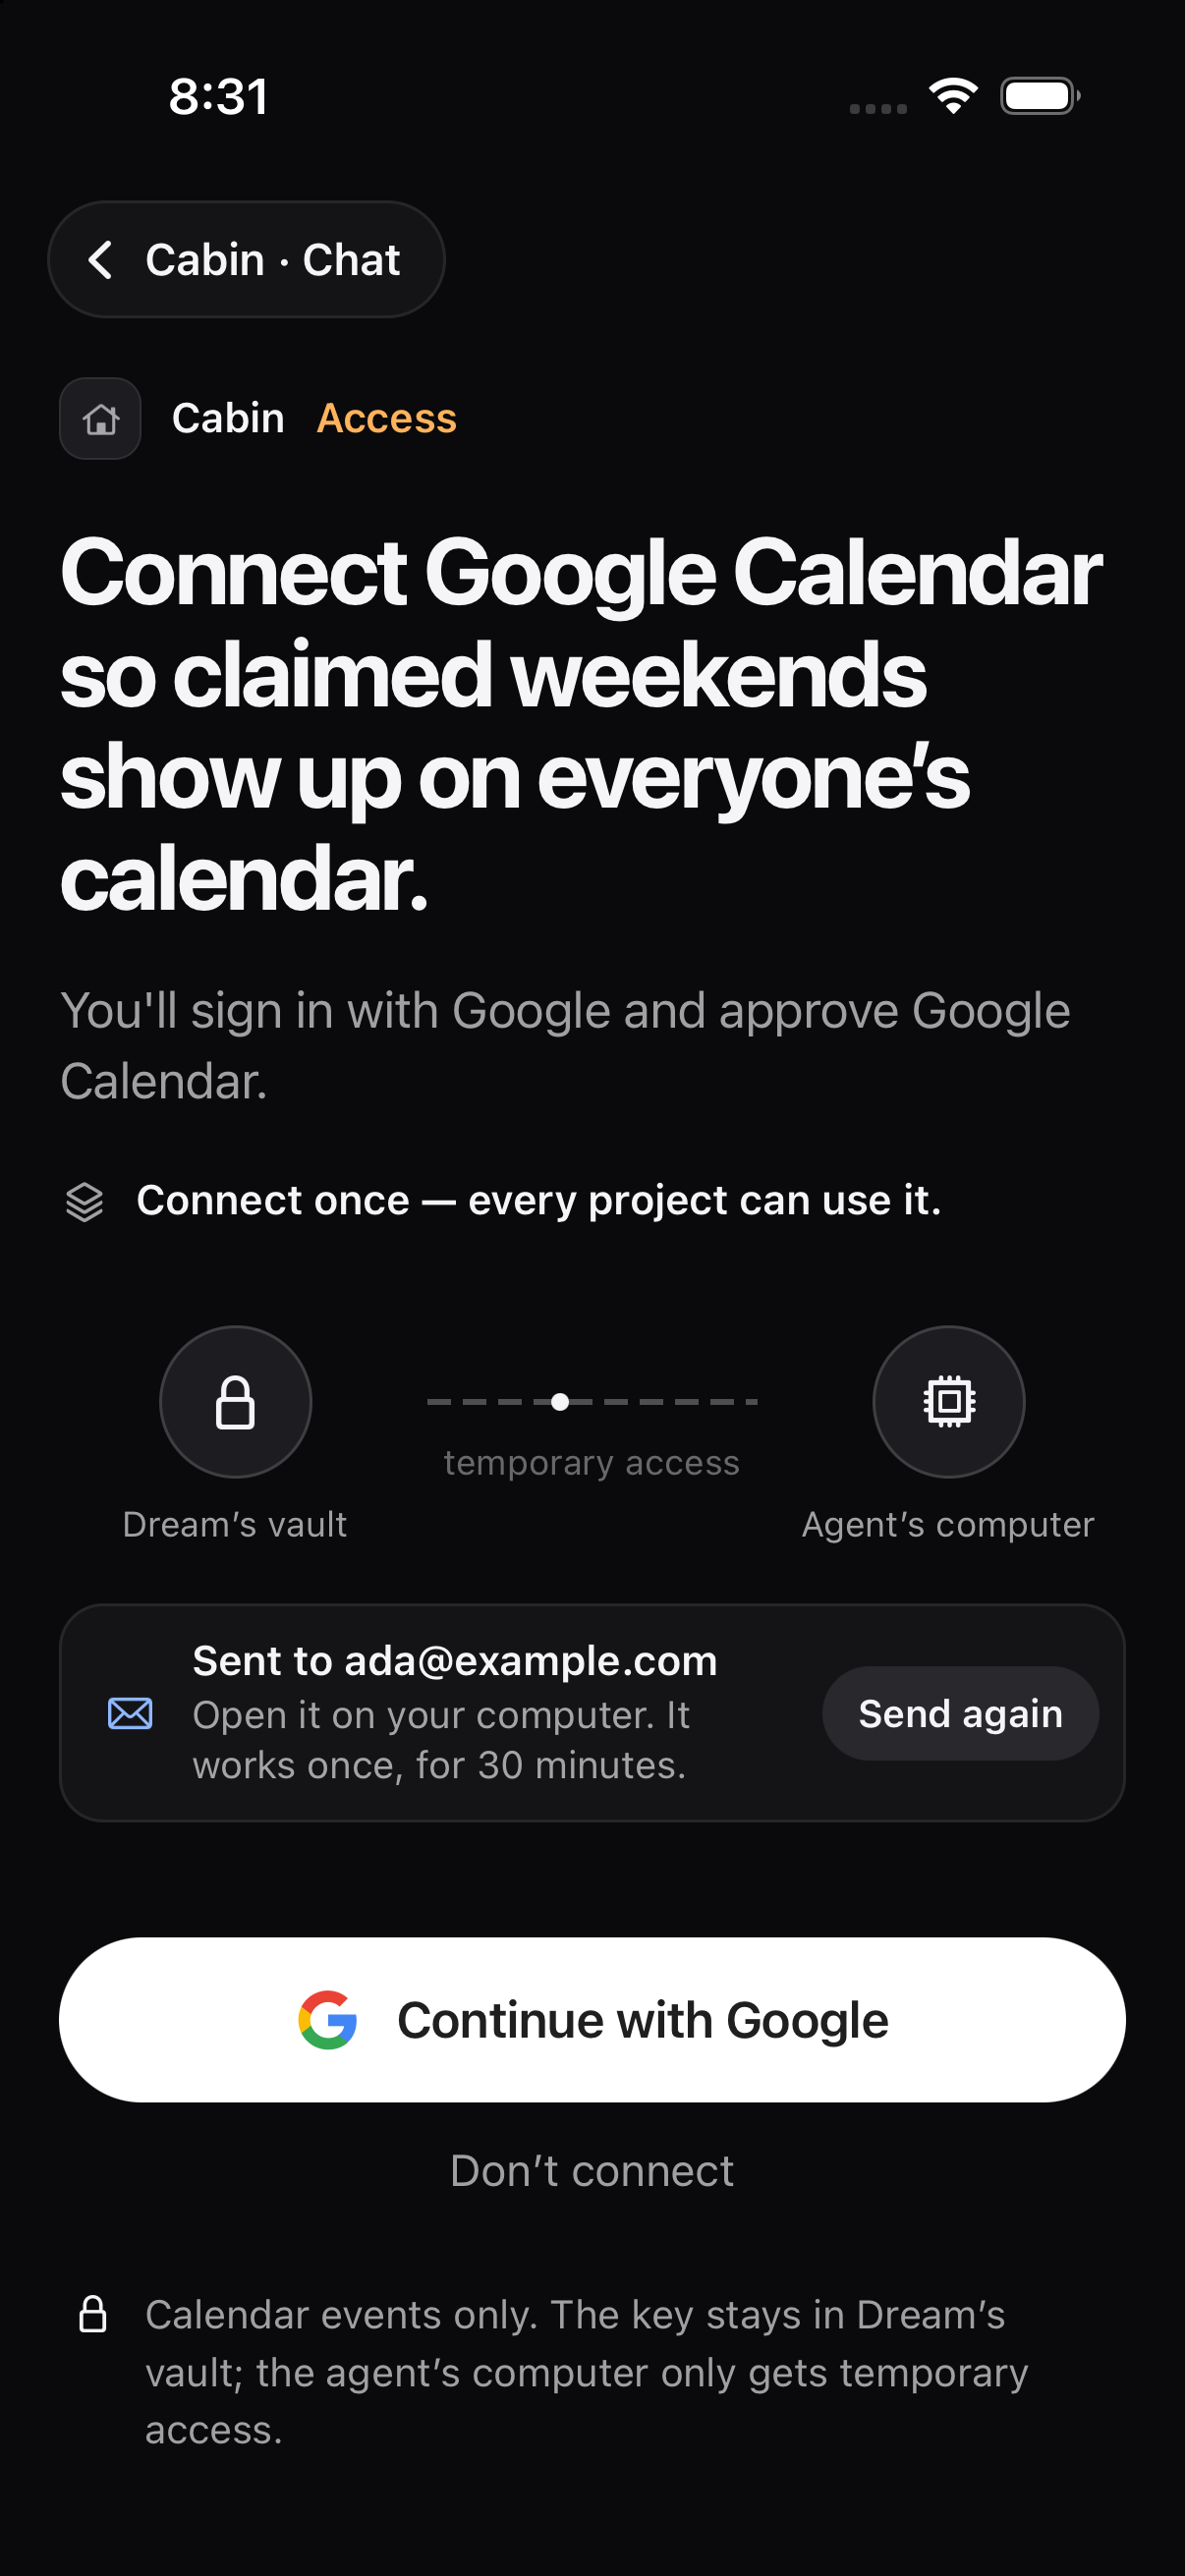 8:31
Cabin · Chat
Cabin Access
Connect Google Calendar
so claimed weekends
show up on everyone’s
calendar.
You'll sign in with Google and approve Google
Calendar.
Connect once — every project can use it.
temporary access
Dream’s vault
Agent’s computer
Sent to ada@example.com
Open it on your computer. It
works once, for 30 minutes.
Send again
Continue with Google
Don’t connect
Calendar events only. The key stays in Dream’s
vault; the agent’s computer only gets temporary
access.